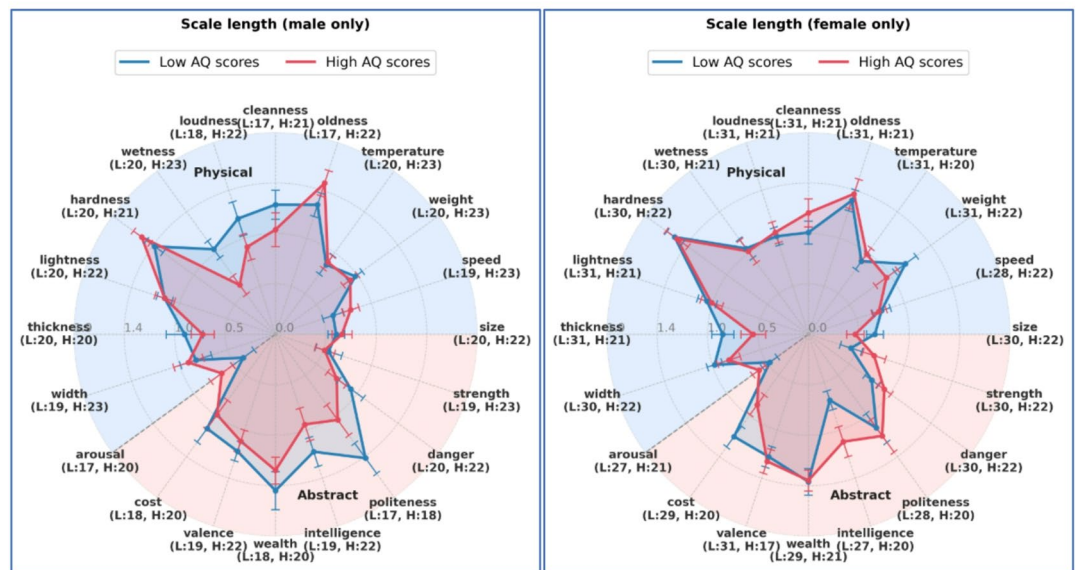 Scale length (male only)
Low AQ scores
High AQ scores
cleanness
(L:17, H:21)
oldness
(L:17, H:22)
loudness
(L:18, H:22)
temperature
(L:20, H:23)
wetness
(L:20, H:23)
Physical
hardness
(L:20, H:21)
weight
(L:20, H:23)
lightness
(L:20, H:22)
speed
(L:19, H:23)
thickness
(L:20, H:20)
1.4
0.5
0.0
size
(L:20, H:22)
width
(L:19, H:23)
strength
(L:19, H:23)
arousal
(L:17, H:20)
danger
(L:20, H:22)
cost
(L:18, H:20)
Abstract
politeness
(L:17, H:18)
valence
(L:19, H:22)
wealth
(L:18, H:20)
intelligence
(L:19, H:22)
Scale length (female only)
Low AQ scores
High AQ scores
cleanness
(L:31, H:21)
oldness
(L:31, H:21)
loudness
(L:31, H:21)
temperature
(L:31, H:20)
wetness
(L:30, H:21)
Physical
hardness
(L:30, H:22)
weight
(L:31, H:22)
lightness
(L:31, H:21)
speed
(L:28, H:22)
thickness
(L:31, H:21)
1.4
0.5
0.0
size
(L:30, H:22)
width
(L:30, H:22)
strength
(L:30, H:22)
arousal
(L:27, H:21)
danger
(L:30, H:22)
cost
(L:29, H:20)
Abstract
politeness
(L:28, H:20)
valence
(L:31, H:17)
wealth
(L:29, H:21)
intelligence
(L:27, H:20)